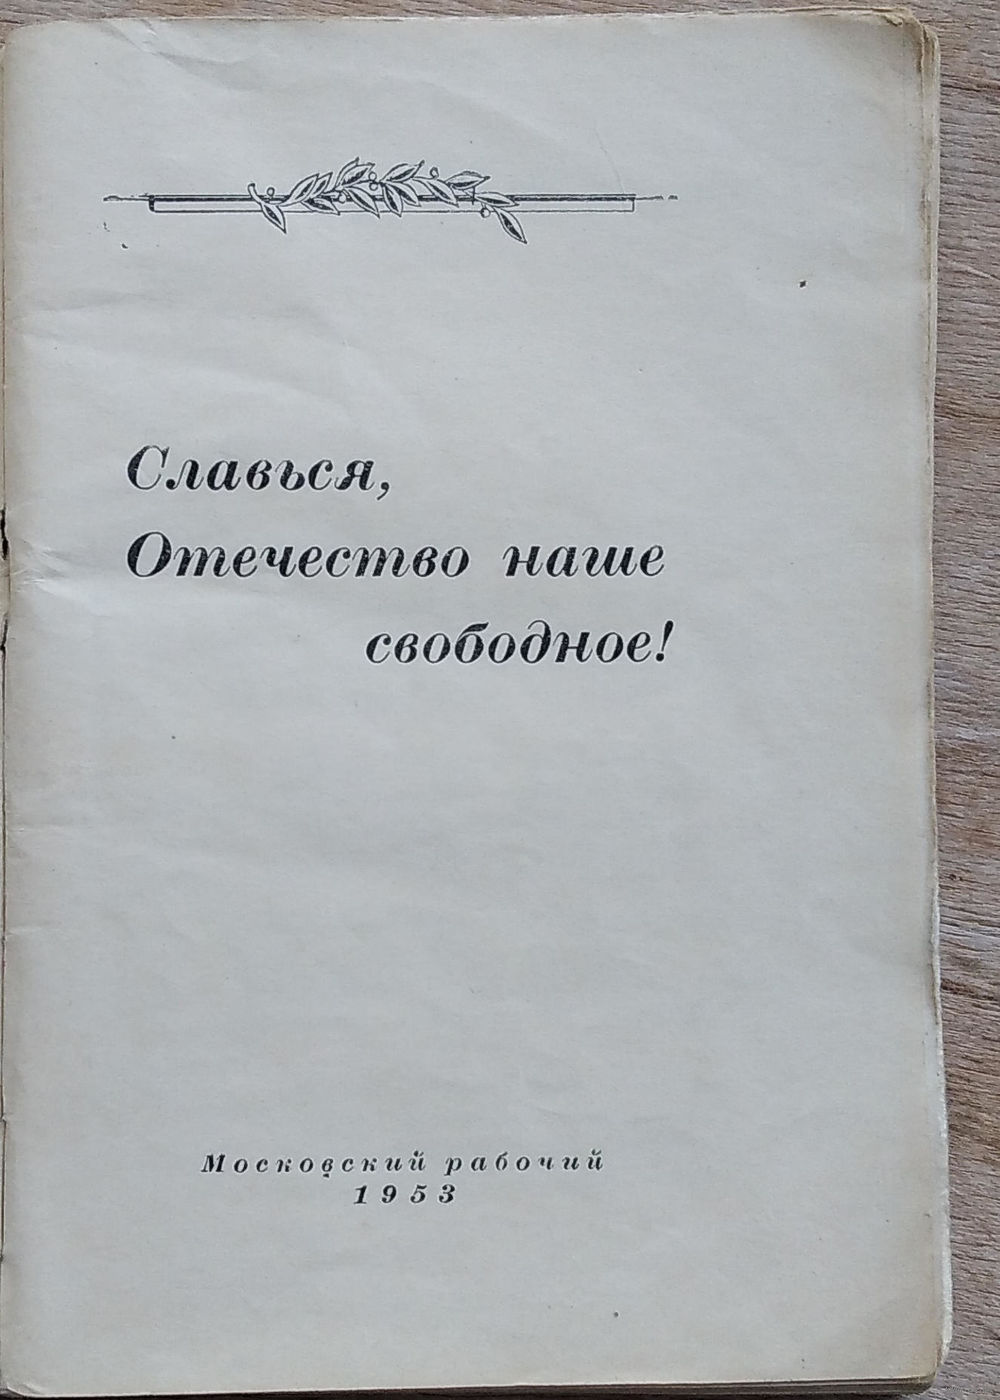 Славься,
Отечество наше
свободное!
Московский рабочий
1953